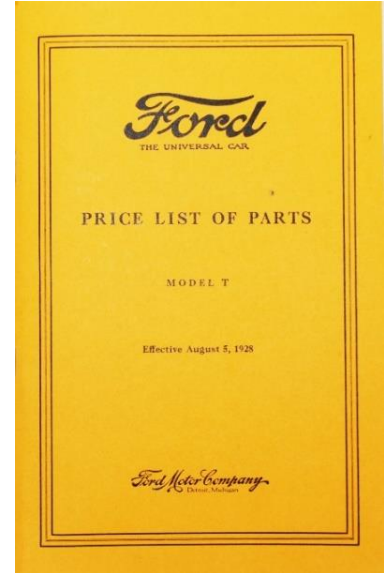 Ford
THE UNIVERSAL CAR
PRICE LIST OF PARTS
MODEL T
Effective August 5, 1928
Ford Motor Company
Detroit, Michigan